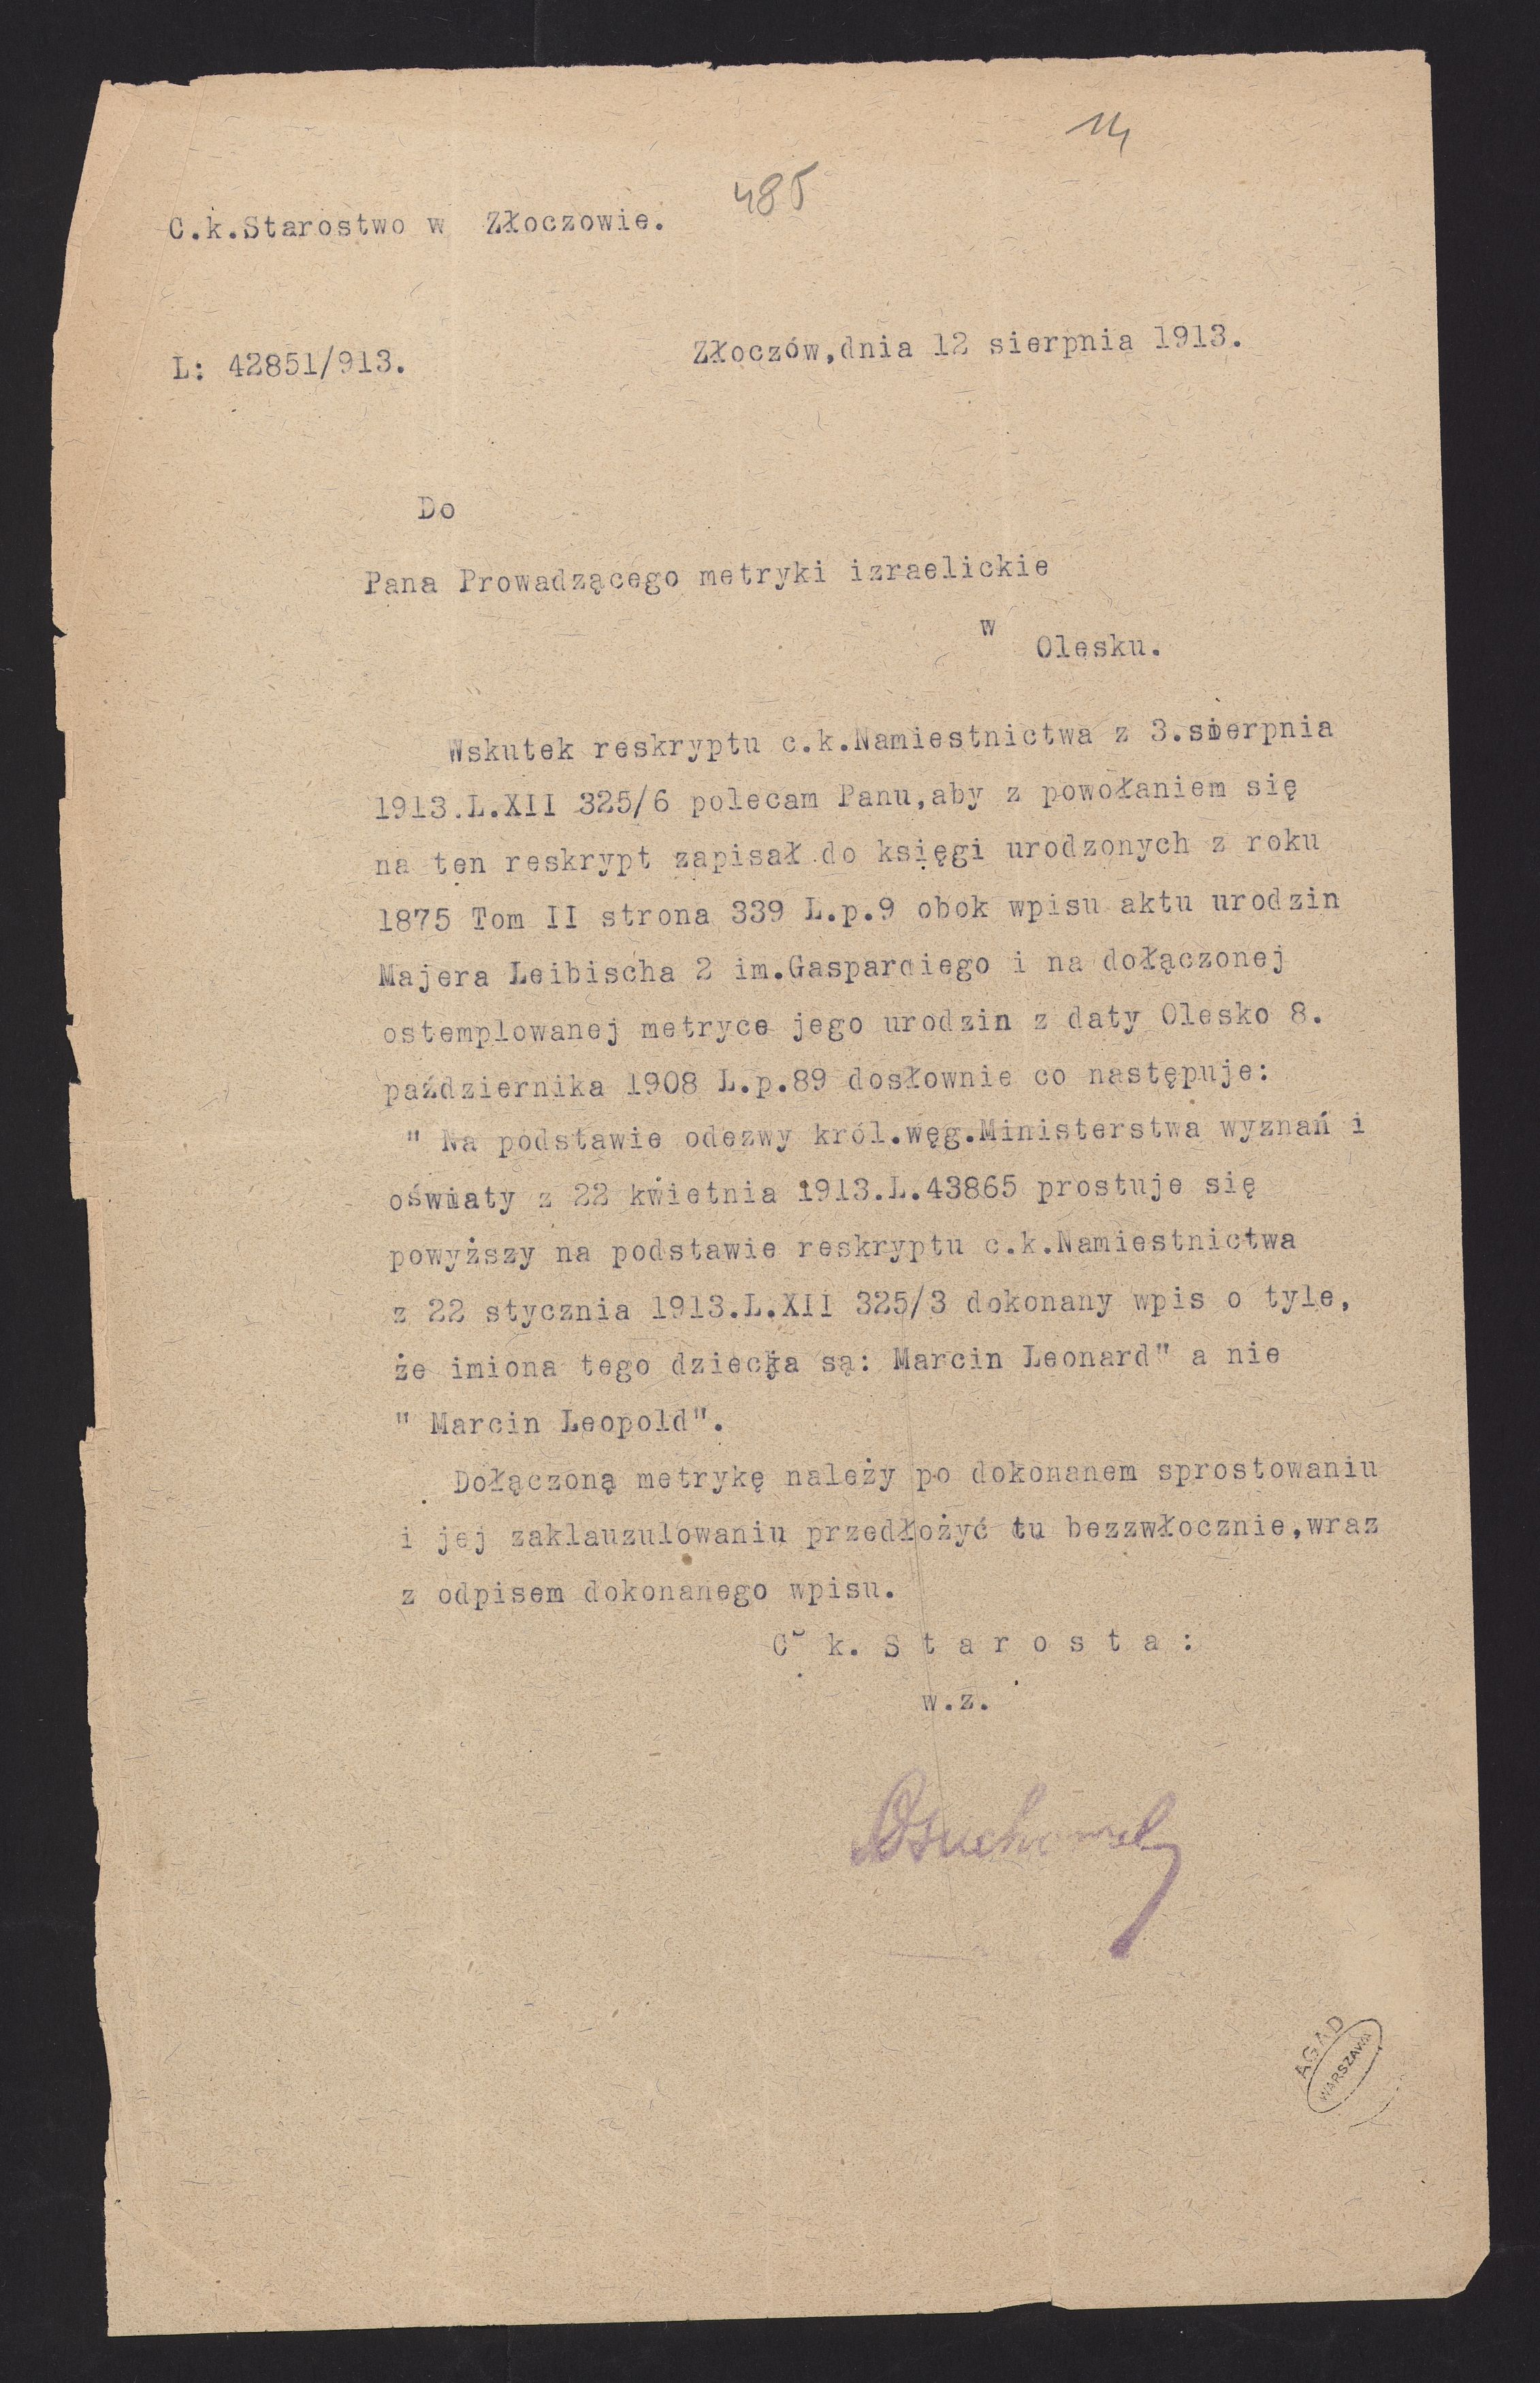 14
485
C.k.Starostwo w Złoczowie.
L: 42851/913.
Złoczów,dnia 12 sierpnia 1913.
Do
Pana Prowadzącego metryki izraelickie
w
Olesku.
Wskutek reskryptu c.k.Namiestnictwa z 3.sierpnia
1913.L.XII 325/6 polecam Panu,aby z powołaniem się
na ten reskrypt zapisał do księgi urodzonych z roku
1875 Tom II strona 339 L.p.9 obok wpisu aktu urodzin
Majera Leibischa 2 im.Gaspardiego i na dołączonej
ostemplowanej metryce jego urodzin z daty Olesko 8.
października 1908 L.p.89 dosłownie co następuje:
" Na podstawie odezwy król.węg.Ministerstwa wyznań i
oświaty z 22 kwietnia 1913.L.43865 prostuje się
powyższy na podstawie reskryptu c.k.Namiestnictwa
z 22 stycznia 1913.L.XII 325/3 dokonany wpis o tyle,
że imiona tego dziecka są: Marcin Leonard" a nie
" Marcin Leopold".
Dołączoną metrykę należy po dokonanem sprostowaniu
i jej zaklauzulowaniu przedłożyć tu bezzwłocznie,wraz
z odpisem dokonanego wpisu.
C. k. S t a r o s t a :
w.z.
AGAD
WARSZAWA